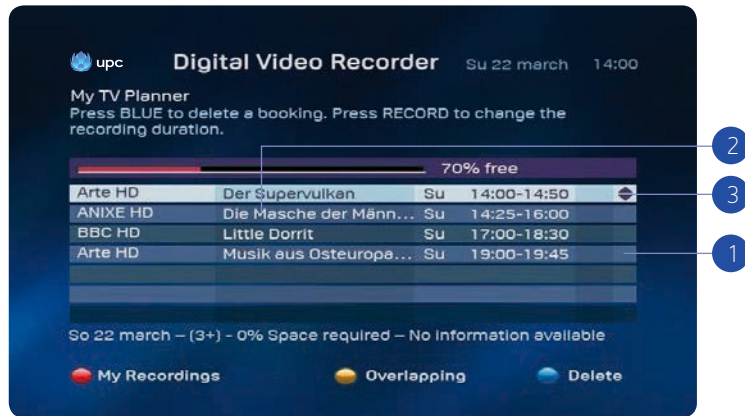 upc Digital Video Recorder Su 22 march 14:00
My TV Planner
Press BLUE to delete a booking. Press RECORD to change the
recording duration.
70% free
Arte HD Der Supervulkan Su 14:00-14:50
ANIXE HD Die Masche der Männ... Su 14:25-16:00
BBC HD Little Dorrit Su 17:00-18:30
Arte HD Musik aus Osteuropa... Su 19:00-19:45
So 22 march – (3+) - 0% Space required – No information available
My Recordings Overlapping Delete
2
3
1